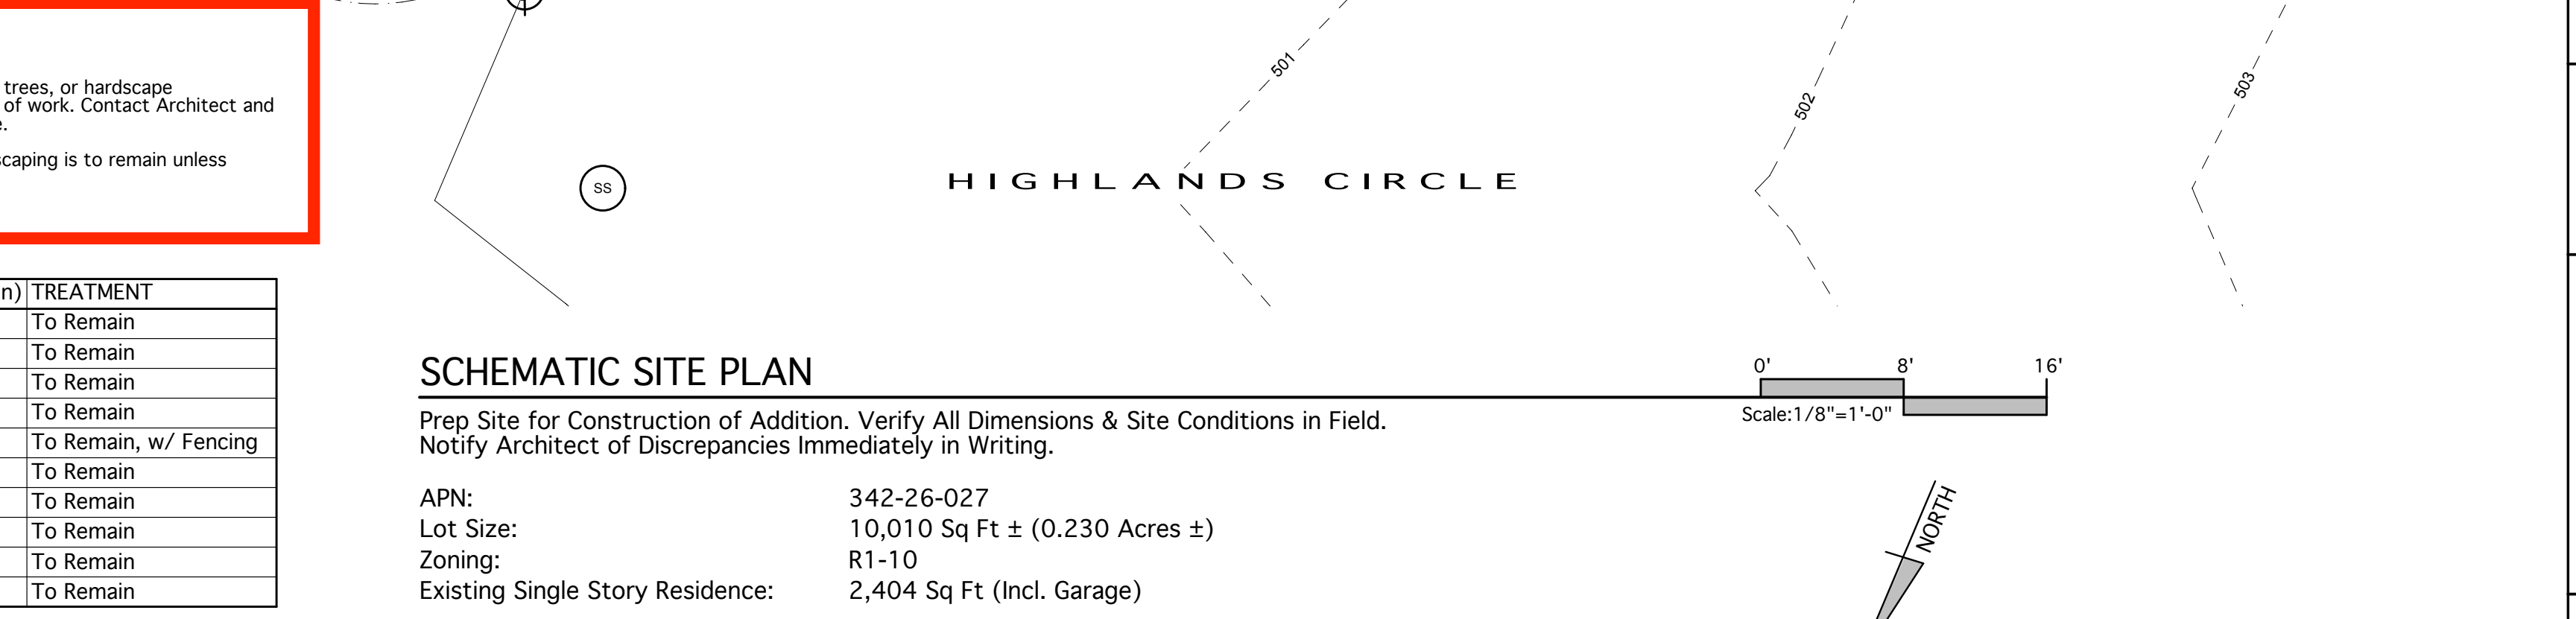 trees, or hardscape
of work. Contact Architect and
e.
scaping is to remain unless
501
502
503
SS
HIGHLANDS CIRCLE
n) TREATMENT
To Remain
To Remain
To Remain
To Remain
To Remain, w/ Fencing
To Remain
To Remain
To Remain
To Remain
To Remain
SCHEMATIC SITE PLAN
0' 8' 16'
Scale:1/8"=1'-0"
Prep Site for Construction of Addition. Verify All Dimensions & Site Conditions in Field.
Notify Architect of Discrepancies Immediately in Writing.
APN: 342-26-027
Lot Size: 10,010 Sq Ft ± (0.230 Acres ±)
Zoning: R1-10
Existing Single Story Residence: 2,404 Sq Ft (Incl. Garage)
NORTH